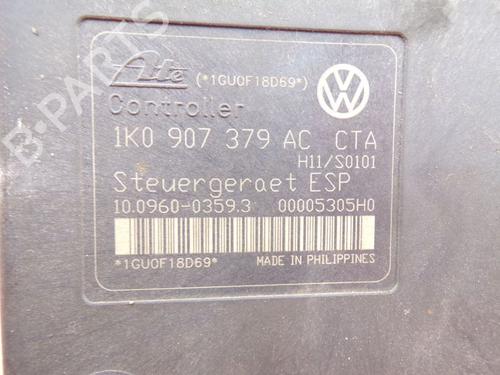 B-PARTS
Ate (*1GU0F18D69*)
Controller
1K0 907 379 AC CTA
H11/S0101
Steuergeraet ESP
10.0960-0359.3 00005305H0
*1GU0F18D69* MADE IN PHILIPPINES
B-PARTS